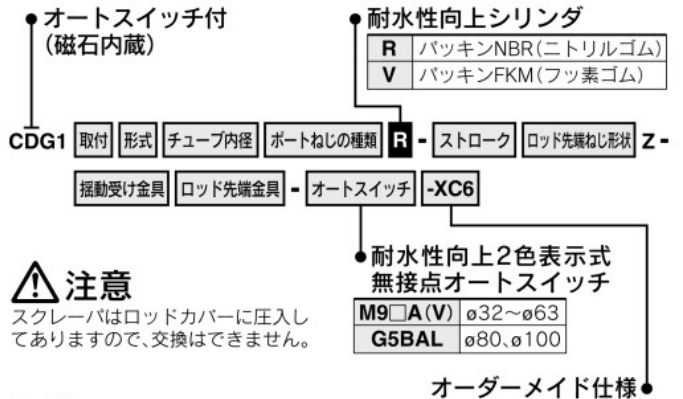 オートスイッチ付
(磁石内蔵)
耐水性向上シリンダ
R パッキンNBR(ニトリルゴム)
V パッキンFKM(フッ素ゴム)
CDG1 取付 形式 チューブ内径 ポートねじの種類 R - ストローク ロッド先端ねじ形状 Z -
揺動受け金具 ロッド先端金具 - オートスイッチ -XC6
耐水性向上2色表示式
無接点オートスイッチ
M9□A(V) ø32~ø63
G5BAL ø80、ø100
オーダーメイド仕様
注意
スクレーパはロッドカバーに圧入し
てありますので、交換はできません。